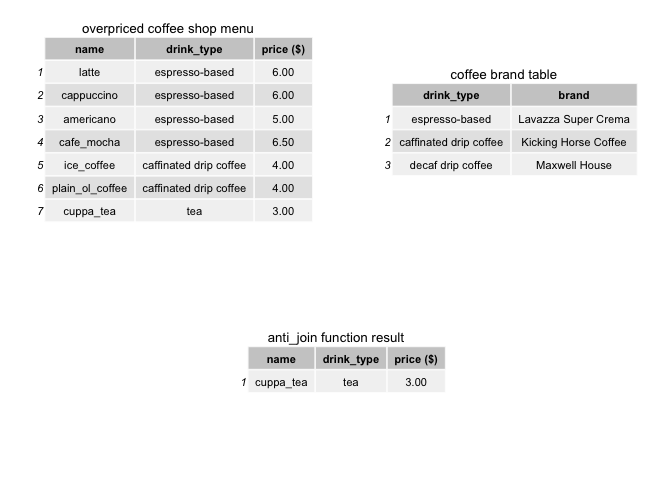 overpriced coffee shop menu
name drink_type price ($)
1 latte espresso-based 6.00
2 cappuccino espresso-based 6.00
3 americano espresso-based 5.00
4 cafe_mocha espresso-based 6.50
5 ice_coffee caffinated drip coffee 4.00
6 plain_ol_coffee caffinated drip coffee 4.00
7 cuppa_tea tea 3.00
coffee brand table
drink_type brand
1 espresso-based Lavazza Super Crema
2 caffinated drip coffee Kicking Horse Coffee
3 decaf drip coffee Maxwell House
anti_join function result
name drink_type price ($)
1 cuppa_tea tea 3.00